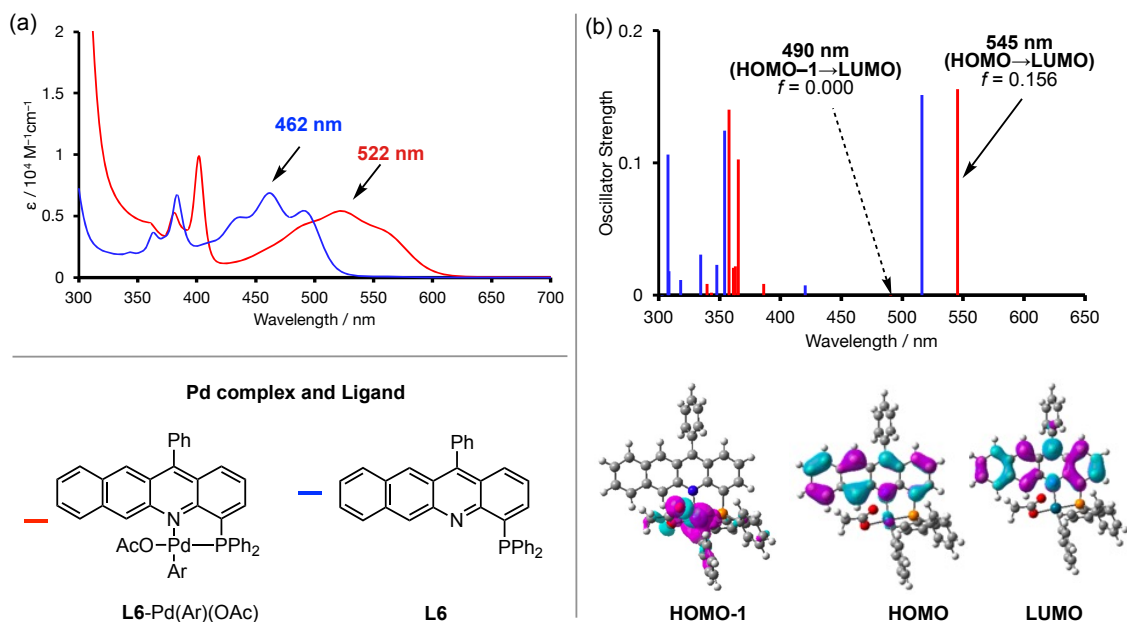 (a)
2
1.5
1
0.5
0
ε / 10⁴ M⁻¹cm⁻¹
462 nm
522 nm
300 350 400 450 500 550 600 650 700
Wavelength / nm
Pd complex and Ligand
Ph
N
AcO
Pd
PPh₂
Ar
L6-Pd(Ar)(OAc)
Ph
N
PPh₂
L6
(b)
0.2
0.1
0
Oscillator Strength
490 nm
(HOMO–1→LUMO)
f = 0.000
545 nm
(HOMO→LUMO)
f = 0.156
300 350 400 450 500 550 600 650
Wavelength / nm
HOMO-1
HOMO
LUMO